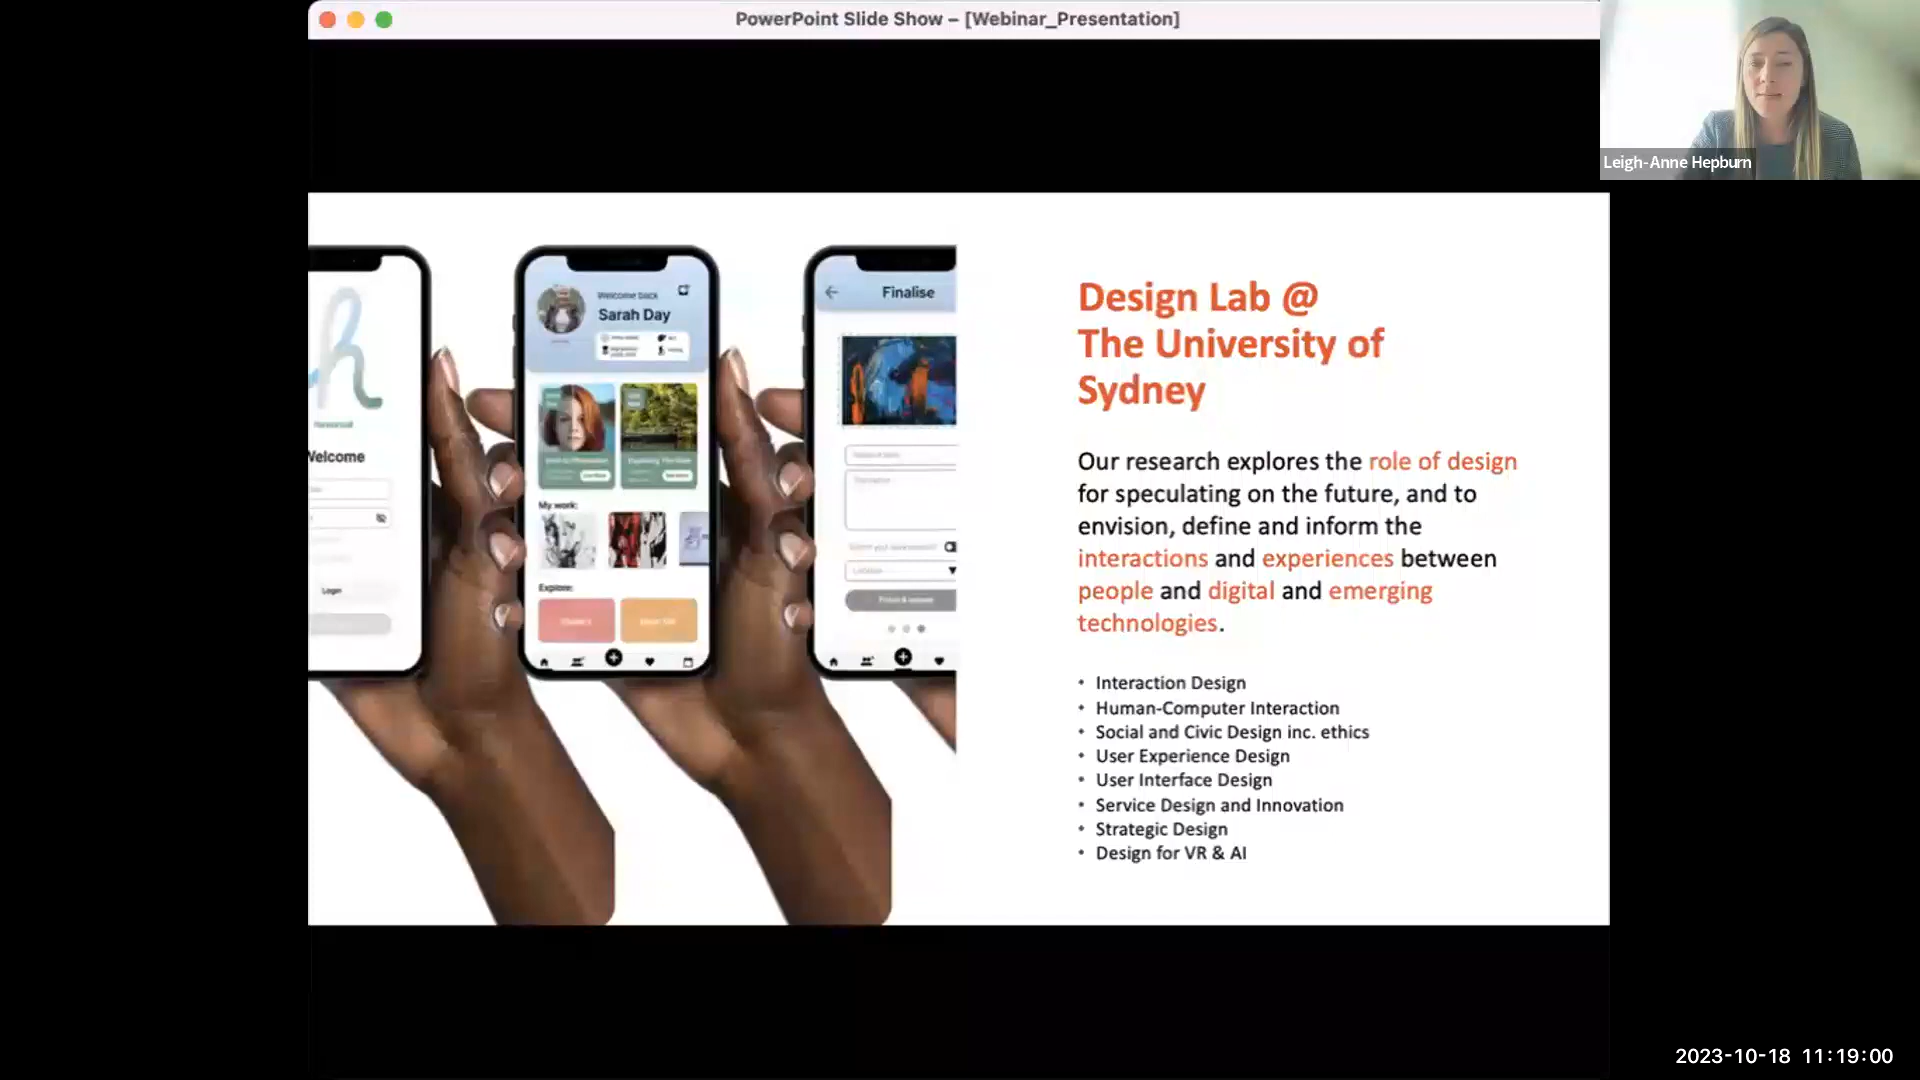 PowerPoint Slide Show – [Webinar_Presentation]
Leigh-Anne Hepburn
Welcome
Login
Welcome back
Sarah Day
My work:
Explore:
Finalise
Design Lab @
The University of
Sydney
Our research explores the role of design
for speculating on the future, and to
envision, define and inform the
interactions and experiences between
people and digital and emerging
technologies.
• Interaction Design
• Human-Computer Interaction
• Social and Civic Design inc. ethics
• User Experience Design
• User Interface Design
• Service Design and Innovation
• Strategic Design
• Design for VR & AI
2023-10-18 11:19:00